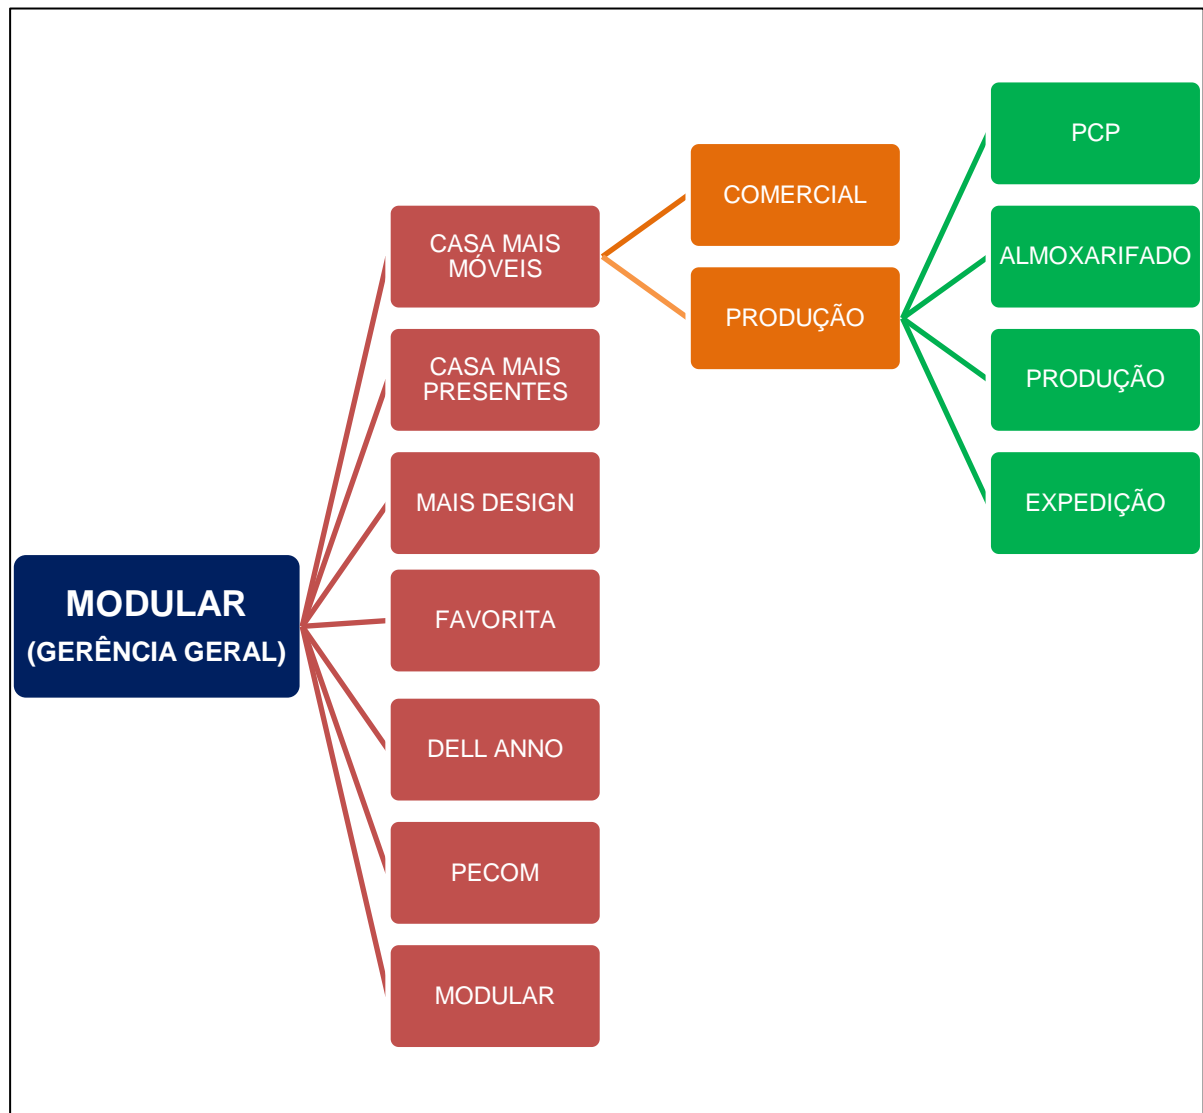 MODULAR
(GERÊNCIA GERAL)
CASA MAIS
MÓVEIS
CASA MAIS
PRESENTES
MAIS DESIGN
FAVORITA
DELL ANNO
PECOM
MODULAR
COMERCIAL
PRODUÇÃO
PCP
ALMOXARIFADO
PRODUÇÃO
EXPEDIÇÃO